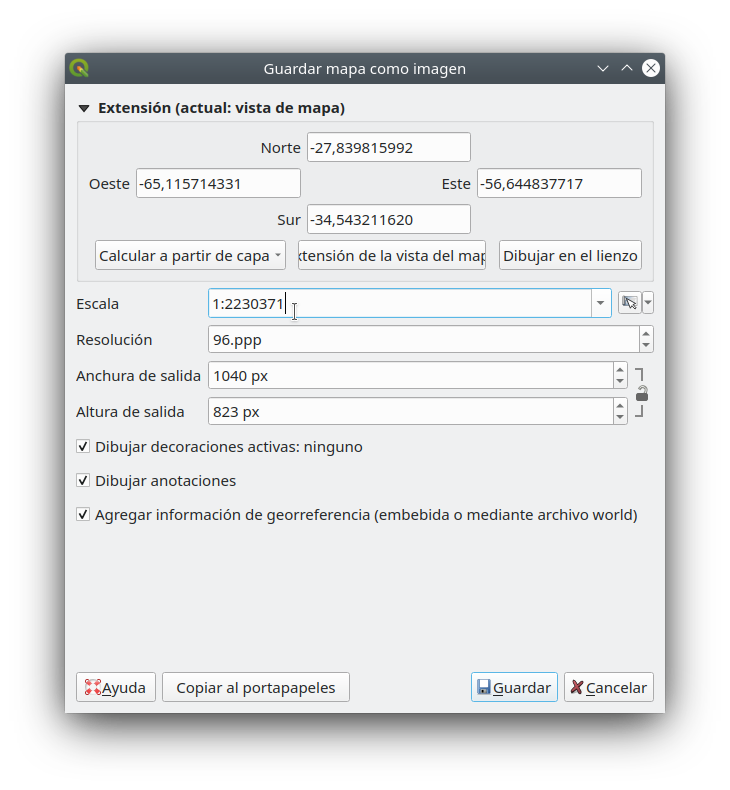 Guardar mapa como imagen
Extensión (actual: vista de mapa)
Norte -27,839815992
Oeste -65,115714331 Este -56,644837717
Sur -34,543211620
Calcular a partir de capa xtensión de la vista del map Dibujar en el lienzo
Escala 1:2230371
Resolución 96.ppp
Anchura de salida 1040 px
Altura de salida 823 px
Dibujar decoraciones activas: ninguno
Dibujar anotaciones
Agregar información de georreferencia (embebida o mediante archivo world)
Ayuda Copiar al portapapeles Guardar Cancelar